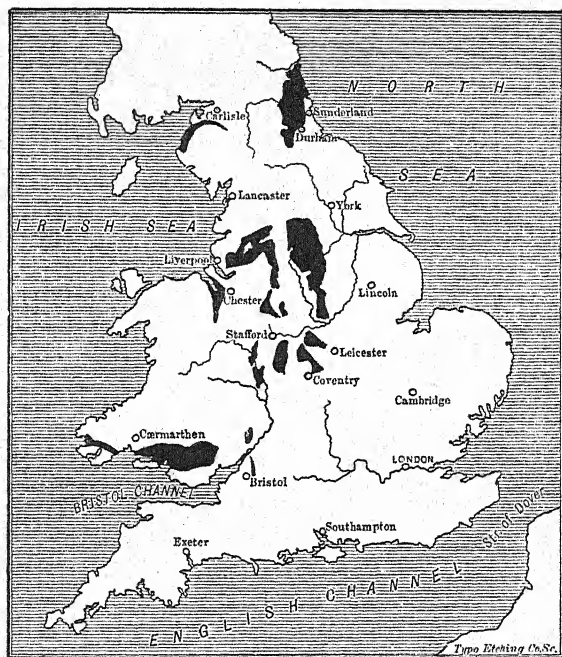 NORTH
SEA
Carlisle
Sunderland
Durham
Lancaster
York
IRISH SEA
Liverpool
Chester
Lincoln
Stafford
Leicester
Coventry
Cambridge
Cærmarthen
LONDON
BRISTOL CHANNEL
Bristol
Southampton
Str. of Dover
Exeter
ENGLISH CHANNEL
Typo Etching Co. Sc.